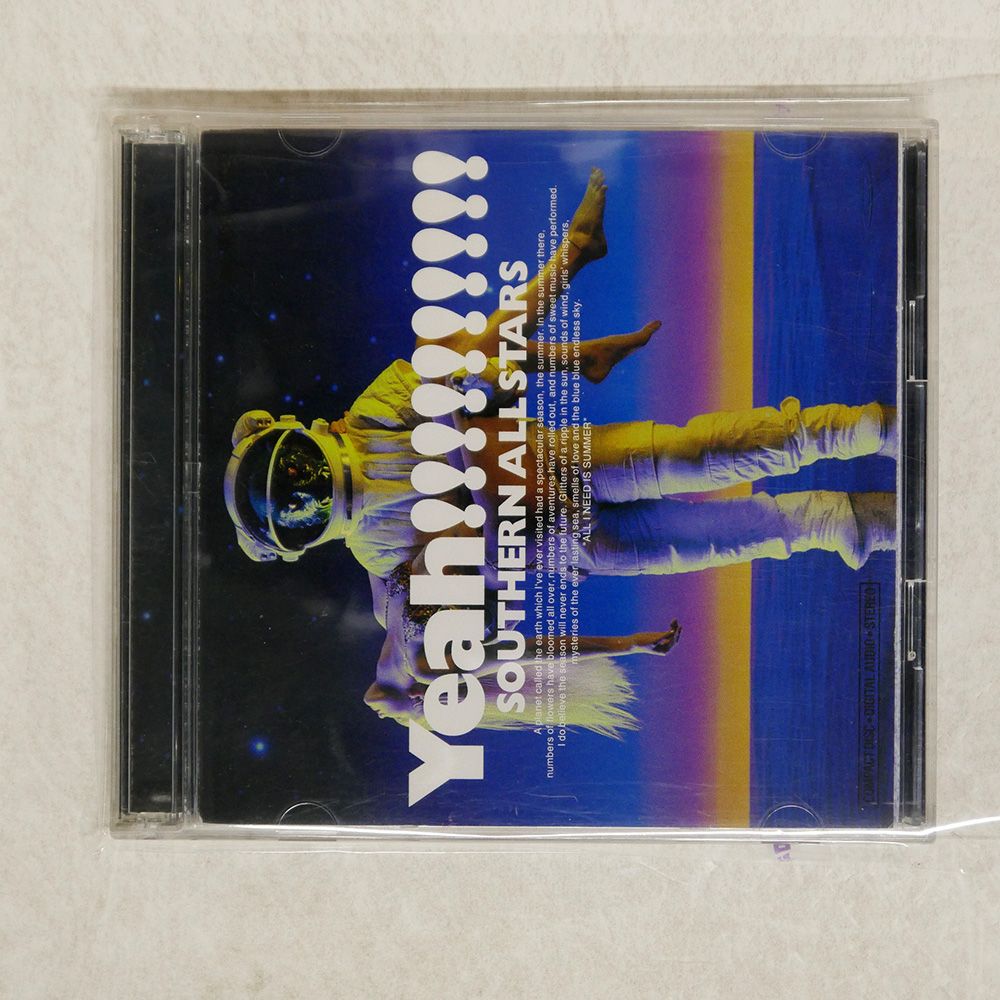 Yeah!!!!!!!
SOUTHERN ALL STARS
A planet called the earth which I've ever visited had a spectacular season, the summer. In the summer there,
numbers of flowers have bloomed all over, numbers of aventures have rolled out, and numbers of sweet music have performed.
I do believe the season will never ends to the future. Glitters of a ripple in the sun, sounds of wind, girls' whispers,
mysteries of the ever lasting sea, smells of love and the blue blue endless sky.
"ALL I NEED IS SUMMER"
COMPACT DISC • DIGITAL AUDIO • STEREO